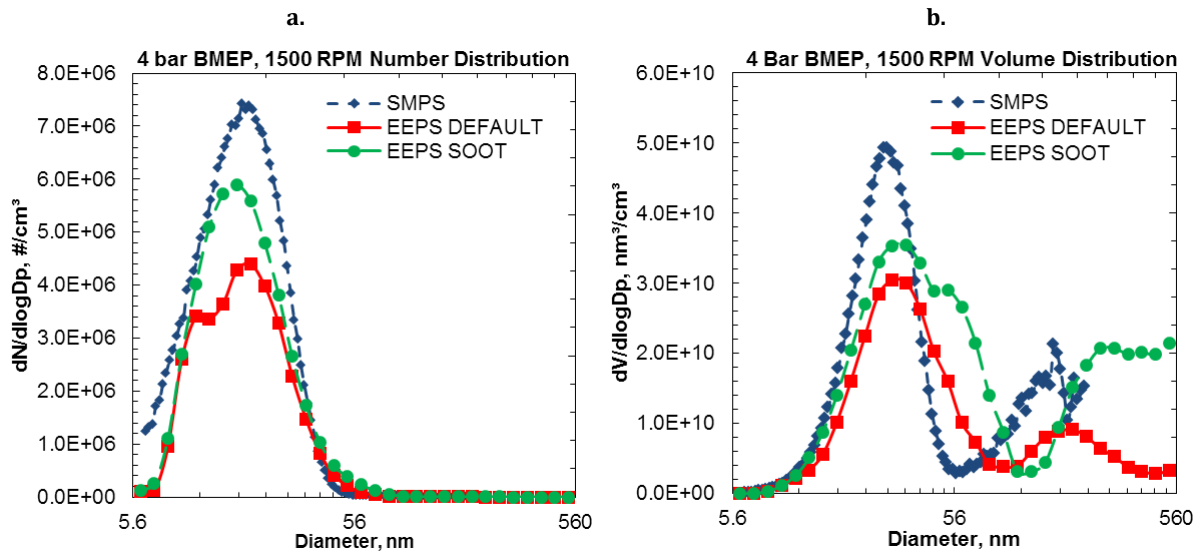 a.
4 bar BMEP, 1500 RPM Number Distribution
8.0E+06
7.0E+06
6.0E+06
5.0E+06
4.0E+06
3.0E+06
2.0E+06
1.0E+06
0.0E+00
dN/dlogDp, #/cm³
SMPS
EEPS DEFAULT
EEPS SOOT
5.6
56
560
Diameter, nm
b.
4 Bar BMEP, 1500 RPM Volume Distribution
6.0E+10
5.0E+10
4.0E+10
3.0E+10
2.0E+10
1.0E+10
0.0E+00
dV/dlogDp, nm³/cm³
SMPS
EEPS DEFAULT
EEPS SOOT
5.6
56
560
Diameter, nm